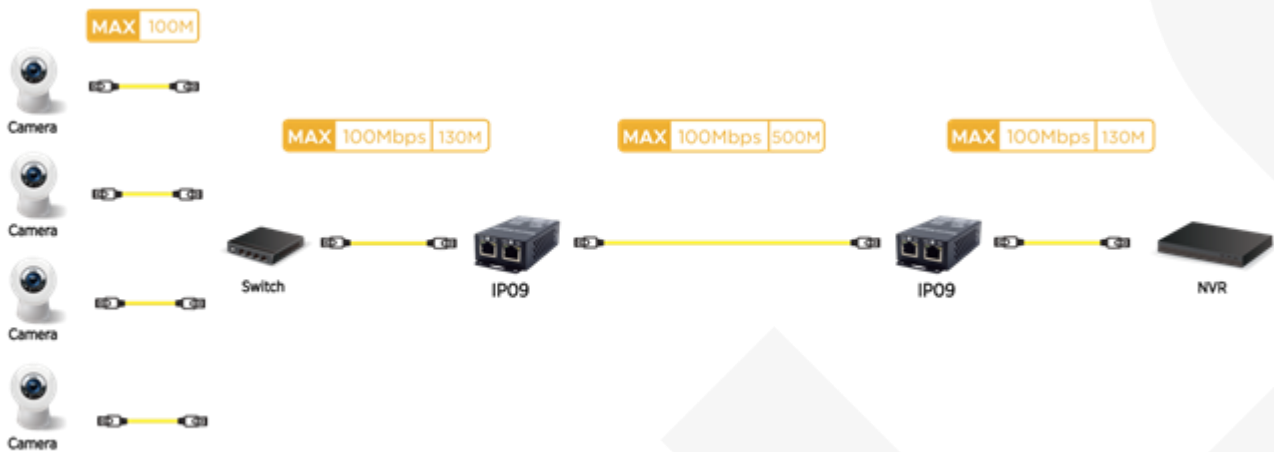 MAX 100M
Camera
MAX 100Mbps 130M
MAX 100Mbps 500M
MAX 100Mbps 130M
Camera
Switch
IP09
IP09
NVR
Camera
Camera